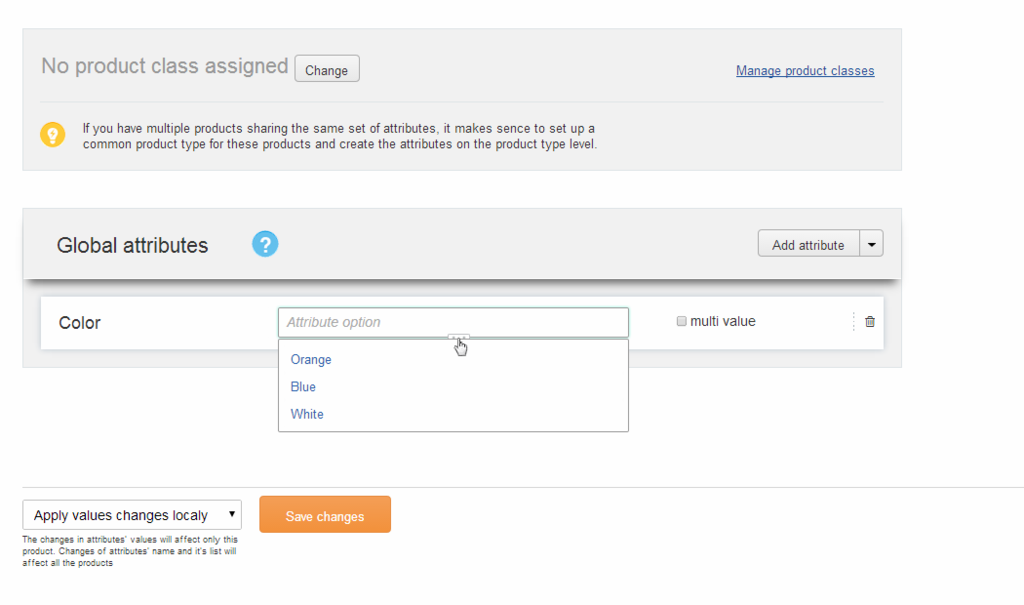 No product class assigned Change Manage product classes
If you have multiple products sharing the same set of attributes, it makes sence to set up a
common product type for these products and create the attributes on the product type level.
Global attributes ? Add attribute
Color Attribute option multi value
Orange
Blue
White
Apply values changes localy Save changes
The changes in attributes' values will affect only this
product. Changes of attributes' name and it's list will
affect all the products